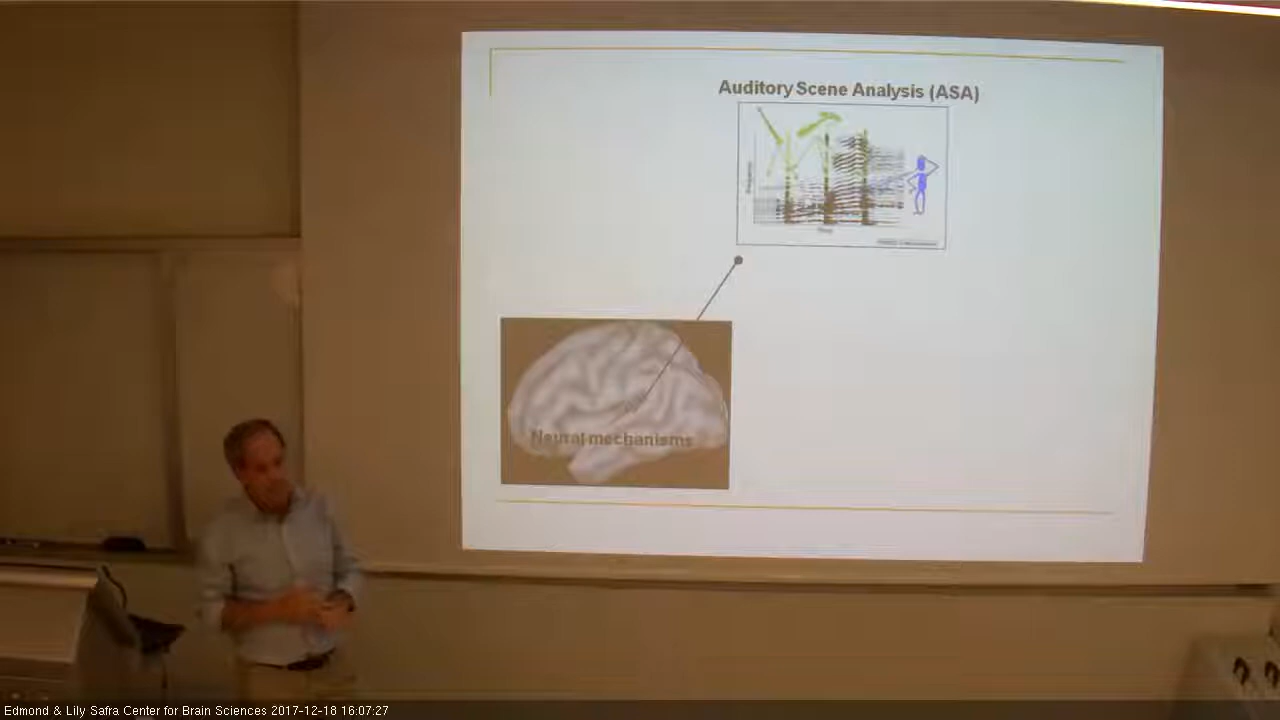 Auditory Scene Analysis (ASA)
Neural mechanisms
Edmond & Lily Safra Center for Brain Sciences 2017-12-18 16:07:27